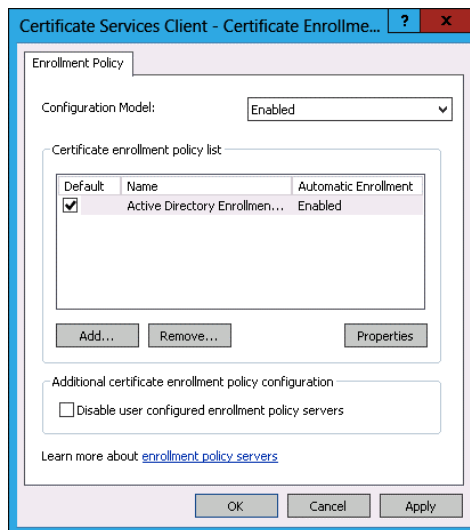 Certificate Services Client - Certificate Enrollme...
? x
Enrollment Policy
Configuration Model: Enabled
Certificate enrollment policy list
Default Name Automatic Enrollment
Active Directory Enrollmen... Enabled
Add... Remove... Properties
Additional certificate enrollment policy configuration
Disable user configured enrollment policy servers
Learn more about enrollment policy servers
OK Cancel Apply